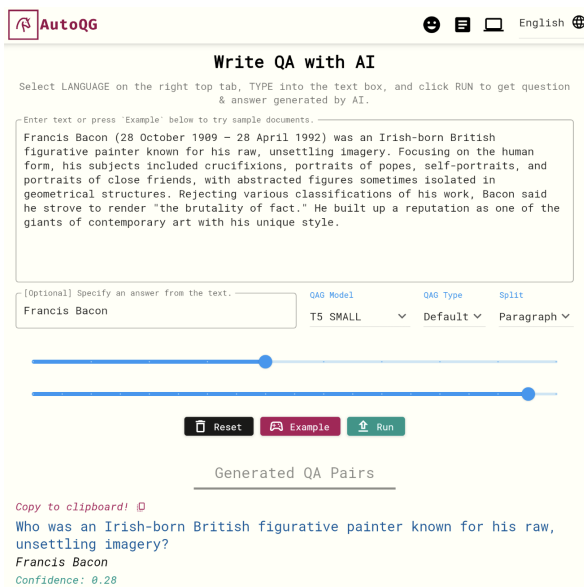 AutoQG
English
Write QA with AI
Select LANGUAGE on the right top tab, TYPE into the text box, and click RUN to get question
& answer generated by AI.
Enter text or press `Example` below to try sample documents.
Francis Bacon (28 October 1909 – 28 April 1992) was an Irish-born British
figurative painter known for his raw, unsettling imagery. Focusing on the human
form, his subjects included crucifixions, portraits of popes, self-portraits, and
portraits of close friends, with abstracted figures sometimes isolated in
geometrical structures. Rejecting various classifications of his work, Bacon said
he strove to render "the brutality of fact." He built up a reputation as one of the
giants of contemporary art with his unique style.
[Optional] Specify an answer from the text.
Francis Bacon
QAG Model
T5 SMALL
QAG Type
Default
Split
Paragraph
Reset
Example
Run
Generated QA Pairs
Copy to clipboard!
Who was an Irish-born British figurative painter known for his raw,
unsettling imagery?
Francis Bacon
Confidence: 0.28